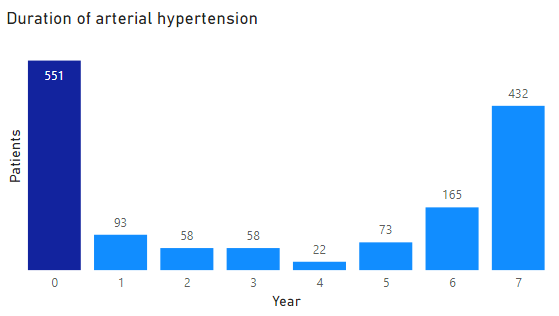 Duration of arterial hypertension
551
93
58
58
22
73
165
432
Patients
0 1 2 3 4 5 6 7
Year